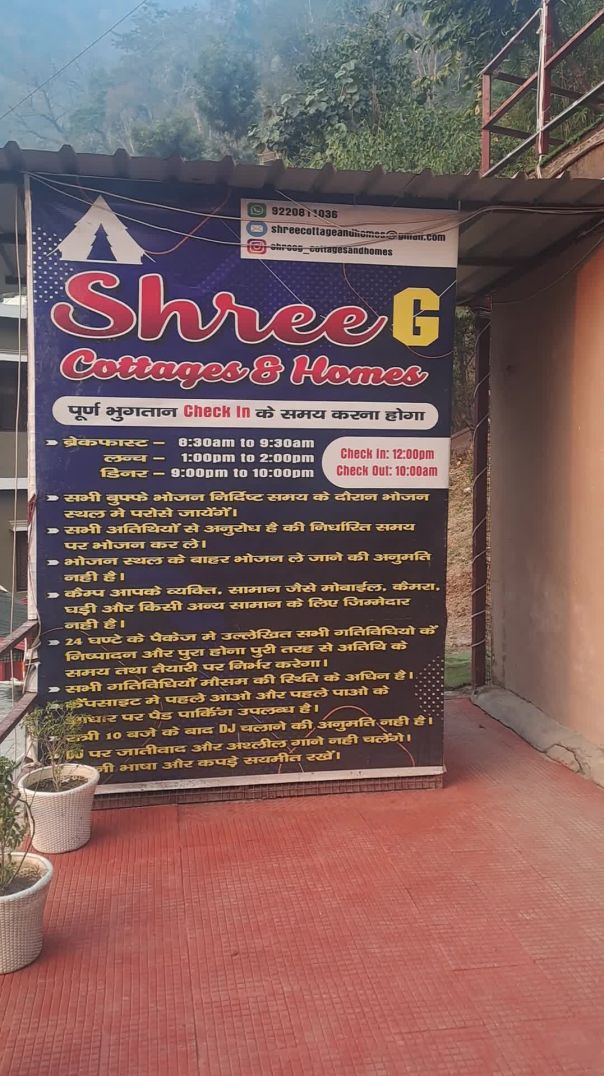 9220811036
shreecottageandhomes@gmail.com
shreeg_cottagesandhomes
Shree G
Cottages & Homes
पूर्ण भुगतान Check In के समय करना होगा
ब्रेकफास्ट – 8:30am to 9:30am
लन्च – 1:00pm to 2:00pm
डिनर – 9:00pm to 10:00pm
Check in: 12:00pm
Check Out: 10:00am
सभी बुफ्फे भोजन निर्दिष्ट समय के दौरान भोजन
स्थल मे परोसे जायेगें।
सभी अतिथियों से अनुरोध है की निर्धारित समय
पर भोजन कर ले।
भोजन स्थल के बाहर भोजन ले जाने की अनुमति
नही है।
कैम्प आपके व्यक्ति, सामान जैसे मोबाईल, कैमरा,
घड़ी और किसी अन्य सामान के लिए जिम्मेदार
नही है।
24 घण्टे के पैकेज मे उल्लेखित सभी गतिविधियो कें
निष्पादन और पुरा होना पुरी तरह से अतिथि के
समय तथा तैयारी पर निर्भर करेगा।
सभी गतिविधियाँ मौसम की स्थिति के अधिन है।
कैंपसाइट मे पहले आओ और पहले पाओ के
आधार पर पैड पार्किंग उपलब्ध है।
रात्री 10 बजे के बाद DJ चलाने की अनुमति नही है।
DJ पर जातीवाद और अश्लील गाने नही चलेंगे।
भाषा और कपड़े सयमीत रखें।